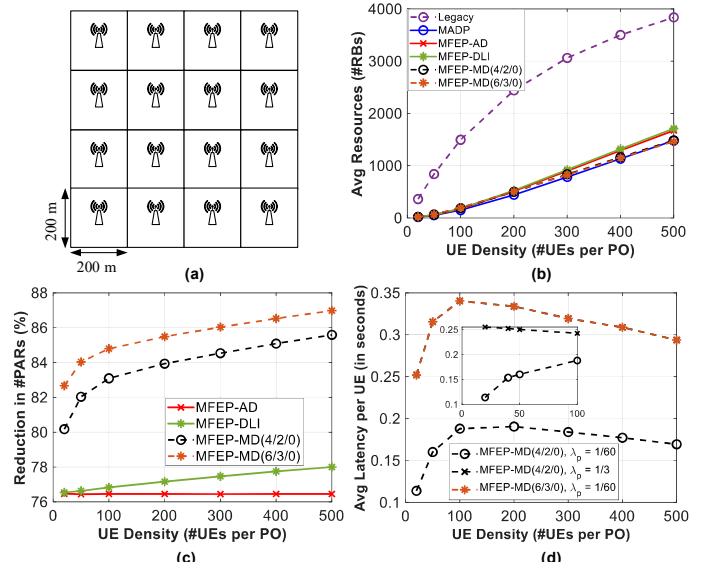 200 m
200 m
(a)
Avg Resources (#RBs)
4000
3000
2000
1000
0
Legacy
MADP
MFEP-AD
MFEP-DLI
MFEP-MD(4/2/0)
MFEP-MD(6/3/0)
0 100 200 300 400 500
UE Density (#UEs per PO)
(b)
Reduction in #PARs (%)
88
86
84
82
80
78
76
MFEP-AD
MFEP-DLI
MFEP-MD(4/2/0)
MFEP-MD(6/3/0)
0 100 200 300 400 500
UE Density (#UEs per PO)
(c)
Avg Latency per UE (in seconds)
0.35
0.3
0.25
0.2
0.15
0.1
0.25
0.2
0.15
0.1
0 50 100
MFEP-MD(4/2/0), λp = 1/60
MFEP-MD(4/2/0), λp = 1/3
MFEP-MD(6/3/0), λp = 1/60
0 100 200 300 400 500
UE Density (#UEs per PO)
(d)